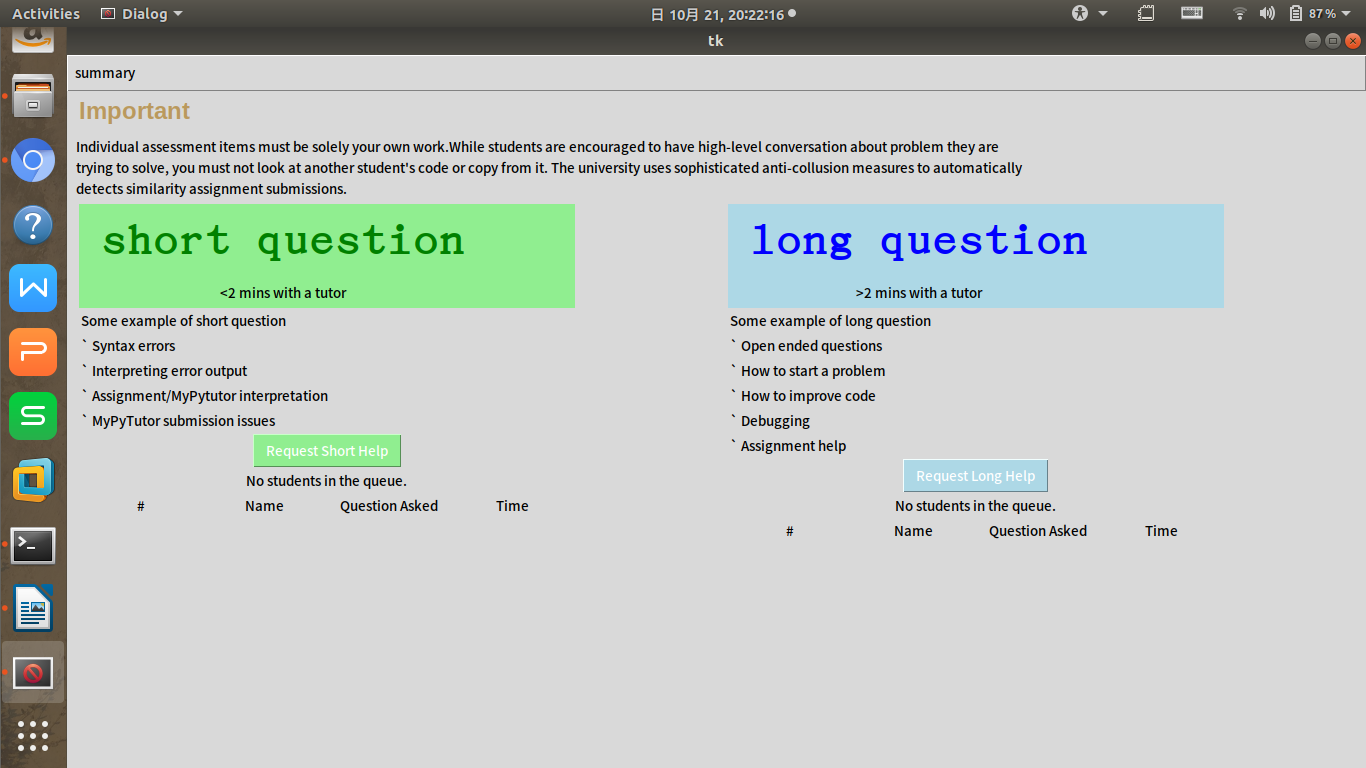 Activities
Dialog
日 10月 21, 20:22:16
87%
tk
summary
Important
Individual assessment items must be solely your own work.While students are encouraged to have high-level conversation about problem they are
trying to solve, you must not look at another student's code or copy from it. The university uses sophisticated anti-collusion measures to automatically
detects similarity assignment submissions.
short question
<2 mins with a tutor
Some example of short question
` Syntax errors
` Interpreting error output
` Assignment/MyPytutor interpretation
` MyPyTutor submission issues
Request Short Help
No students in the queue.
# Name Question Asked Time
long question
>2 mins with a tutor
Some example of long question
` Open ended questions
` How to start a problem
` How to improve code
` Debugging
` Assignment help
Request Long Help
No students in the queue.
# Name Question Asked Time